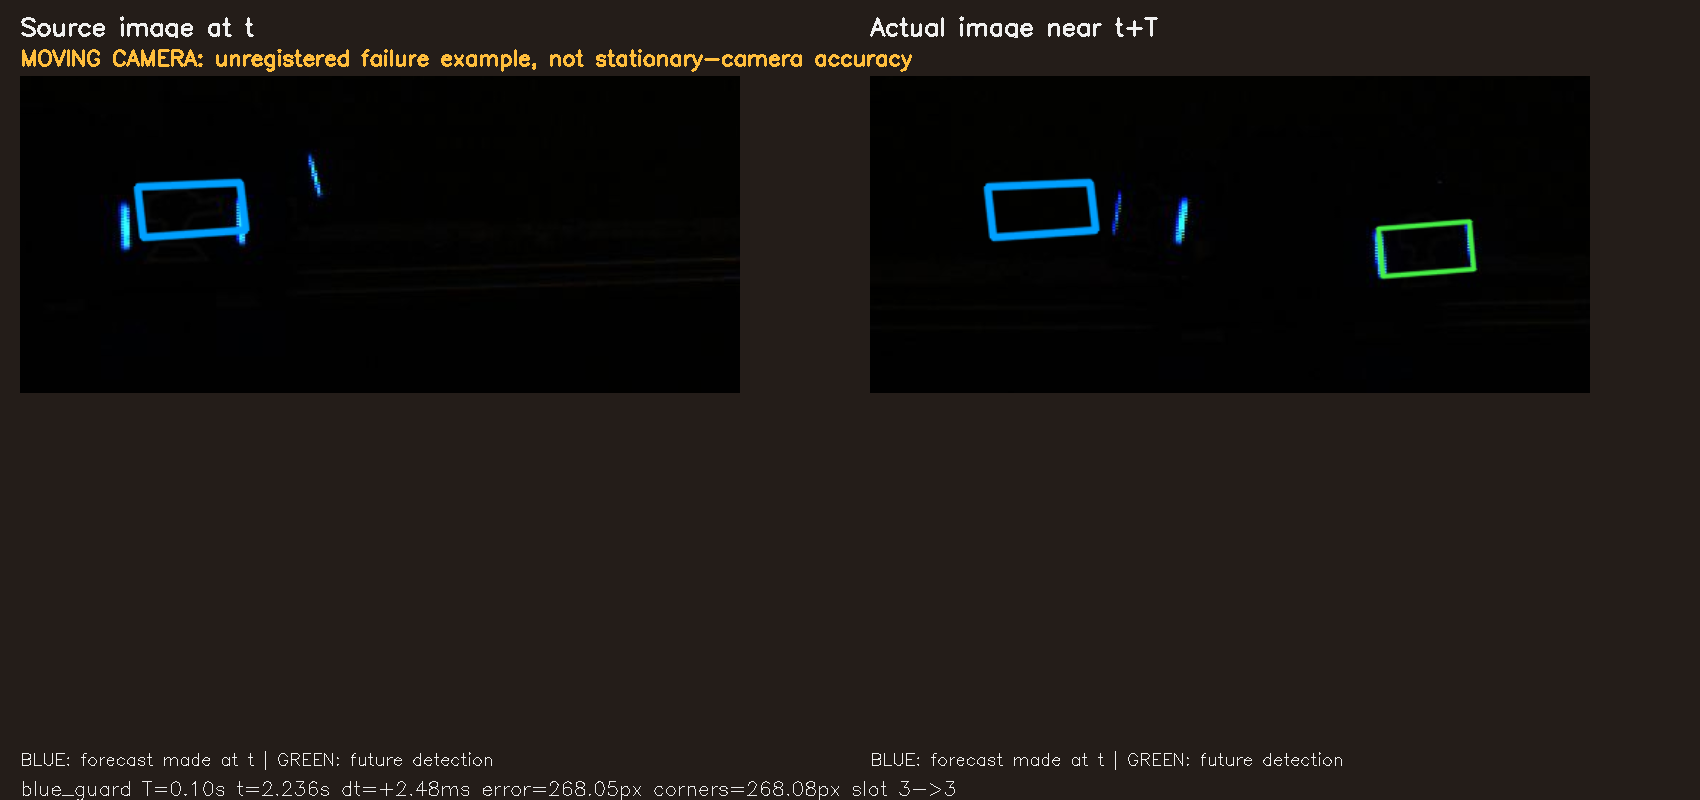 Source image at t
Actual image near t+T
MOVING CAMERA: unregistered failure example, not stationary-camera accuracy
BLUE: forecast made at t | GREEN: future detection
BLUE: forecast made at t | GREEN: future detection
blue_guard T=0.10s t=2.236s dt=+2.48ms error=268.05px corners=268.08px slot 3->3